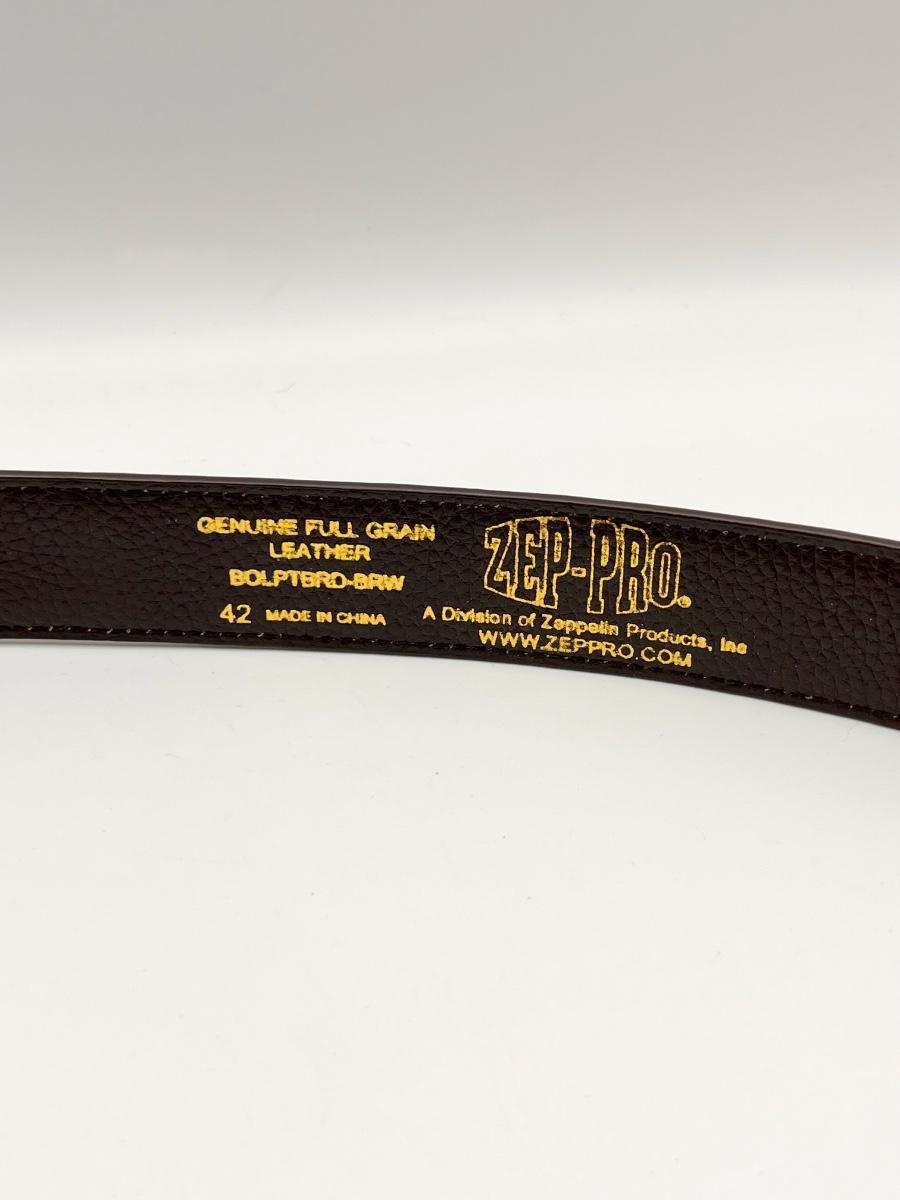 GENUINE FULL GRAIN
LEATHER
BOLPTBRD-BRW
42 MADE IN CHINA
ZEP-PRO®
A Division of Zeppelin Products, Inc
WWW.ZEPPRO.COM